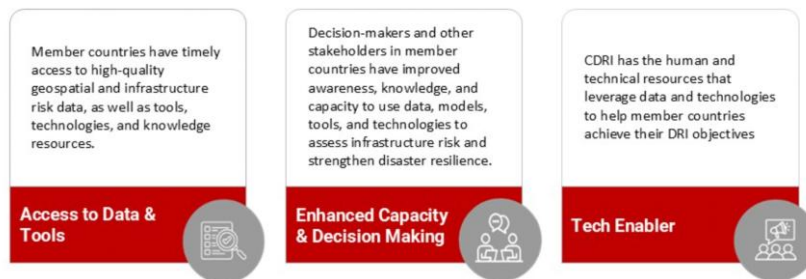 Member countries have timely
access to high-quality
geospatial and infrastructure
risk data, as well as tools,
technologies, and knowledge
resources.
Access to Data &
Tools
Decision-makers and other
stakeholders in member
countries have improved
awareness, knowledge, and
capacity to use data, models,
tools, and technologies to
assess infrastructure risk and
strengthen disaster resilience.
Enhanced Capacity
& Decision Making
CDRI has the human and
technical resources that
leverage data and technologies
to help member countries
achieve their DRI objectives
Tech Enabler